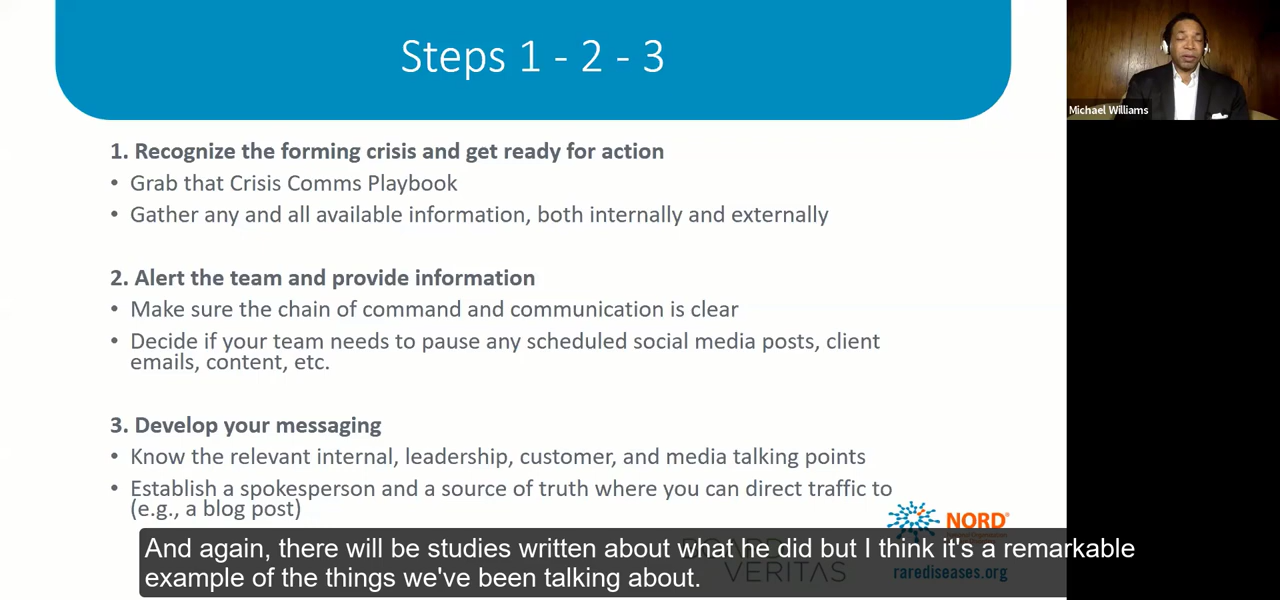 Steps 1 - 2 - 3
Michael Williams
1. Recognize the forming crisis and get ready for action
• Grab that Crisis Comms Playbook
• Gather any and all available information, both internally and externally
2. Alert the team and provide information
• Make sure the chain of command and communication is clear
• Decide if your team needs to pause any scheduled social media posts, client
emails, content, etc.
3. Develop your messaging
• Know the relevant internal, leadership, customer, and media talking points
• Establish a spokesperson and a source of truth where you can direct traffic to
(e.g., a blog post)
NORD®
And again, there will be studies written about what he did but I think it's a remarkable
example of the things we've been talking about.
VERITAS
rarediseases.org